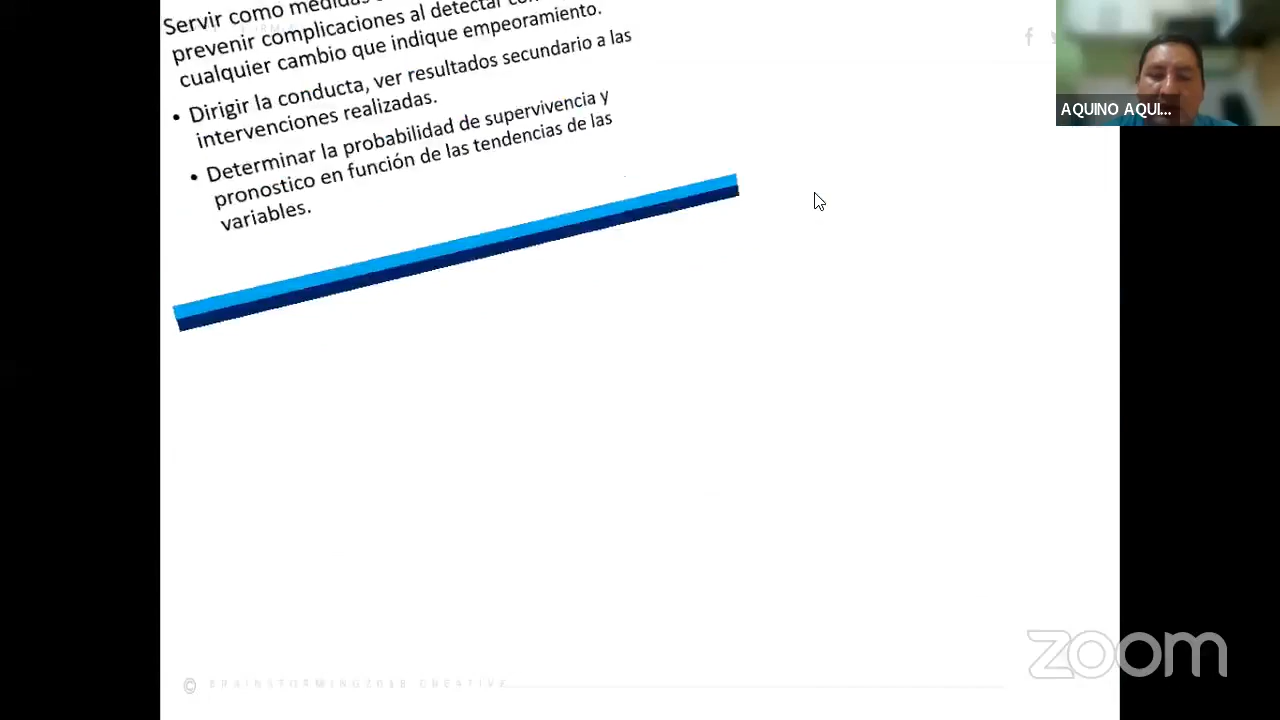 Servir como medidas
prevenir complicaciones al detectar
cualquier cambio que indique empeoramiento.
• Dirigir la conducta, ver resultados secundario a las
intervenciones realizadas.
• Determinar la probabilidad de supervivencia y
pronostico en función de las tendencias de las
variables.
AQUINO AQUI...
zoom
© BRAINSTORMING2018 CREATIVE